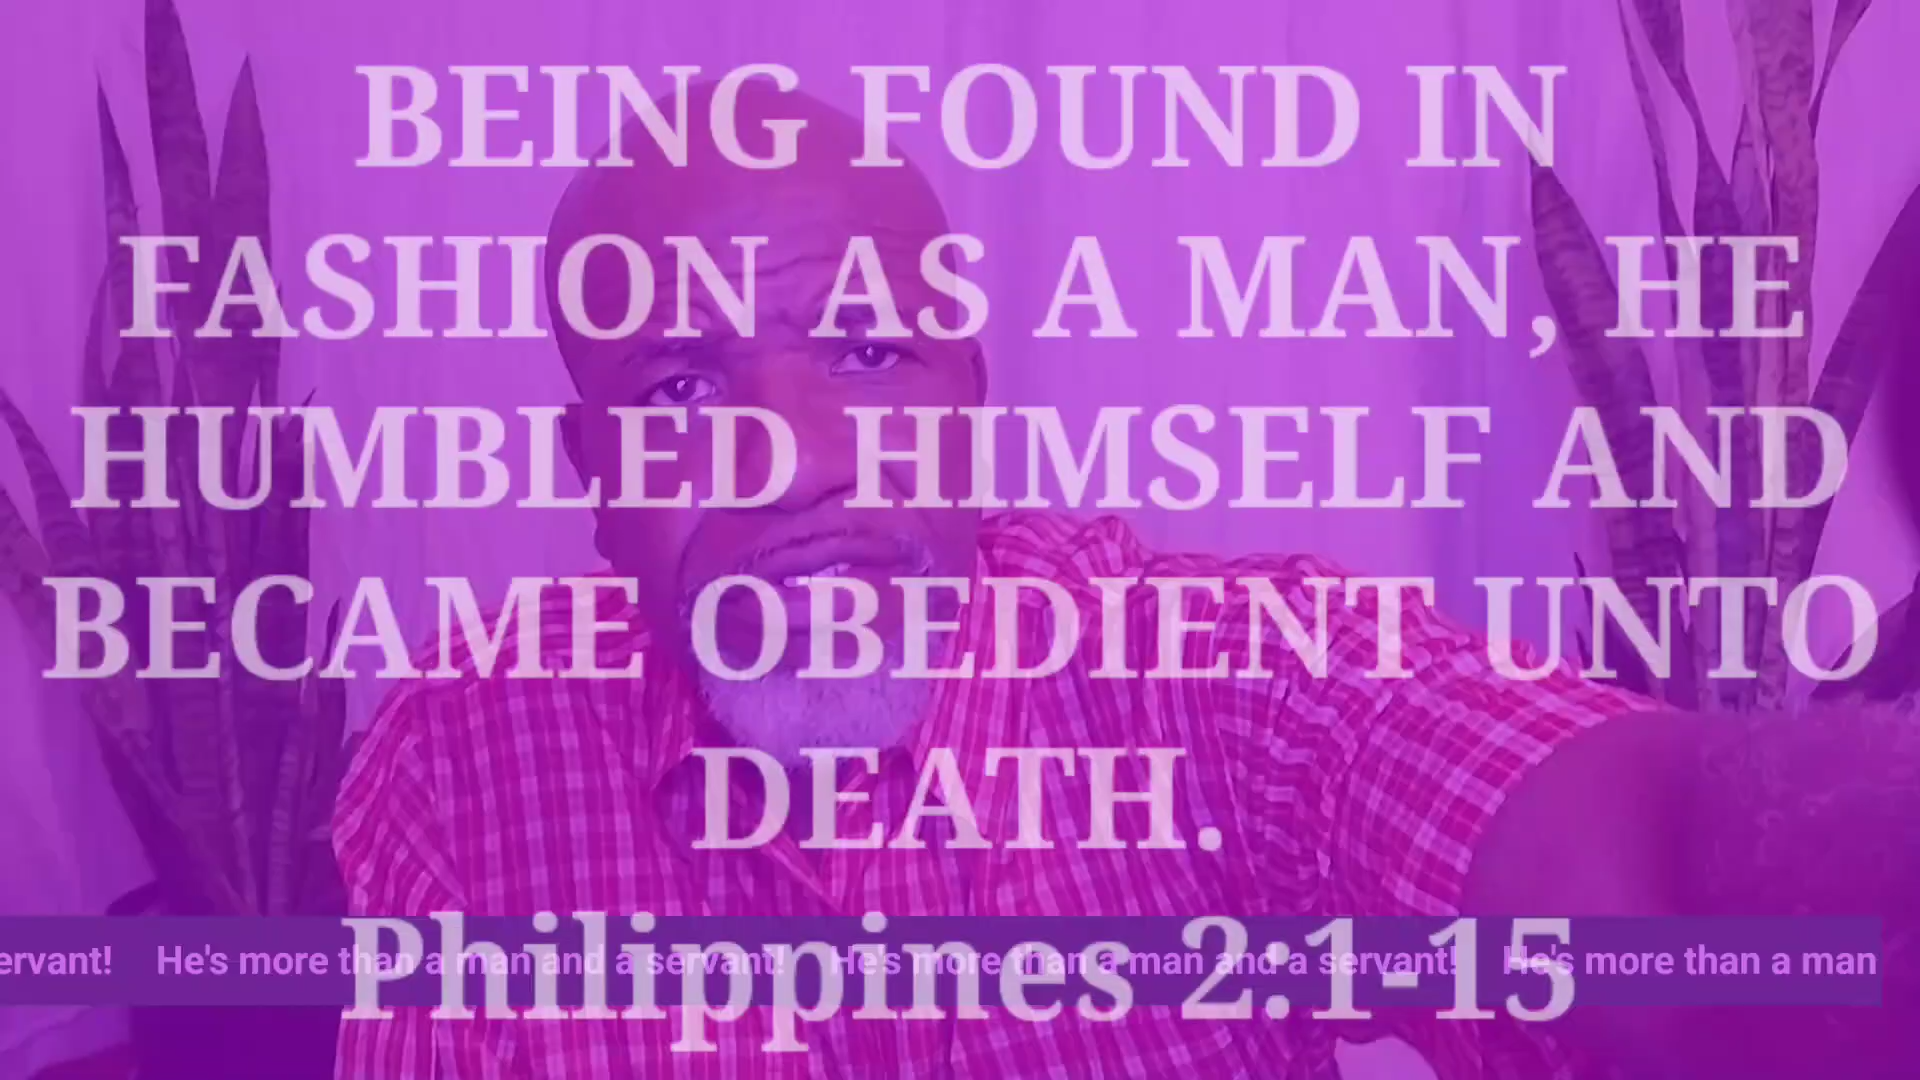 BEING FOUND IN
FASHION AS A MAN, HE
HUMBLED HIMSELF AND
BECAME OBEDIENT UNTO
DEATH.
Philippines 2:1-15
ervant! He's more than a man and a servant! He's more than a man and a servant! He's more than a man